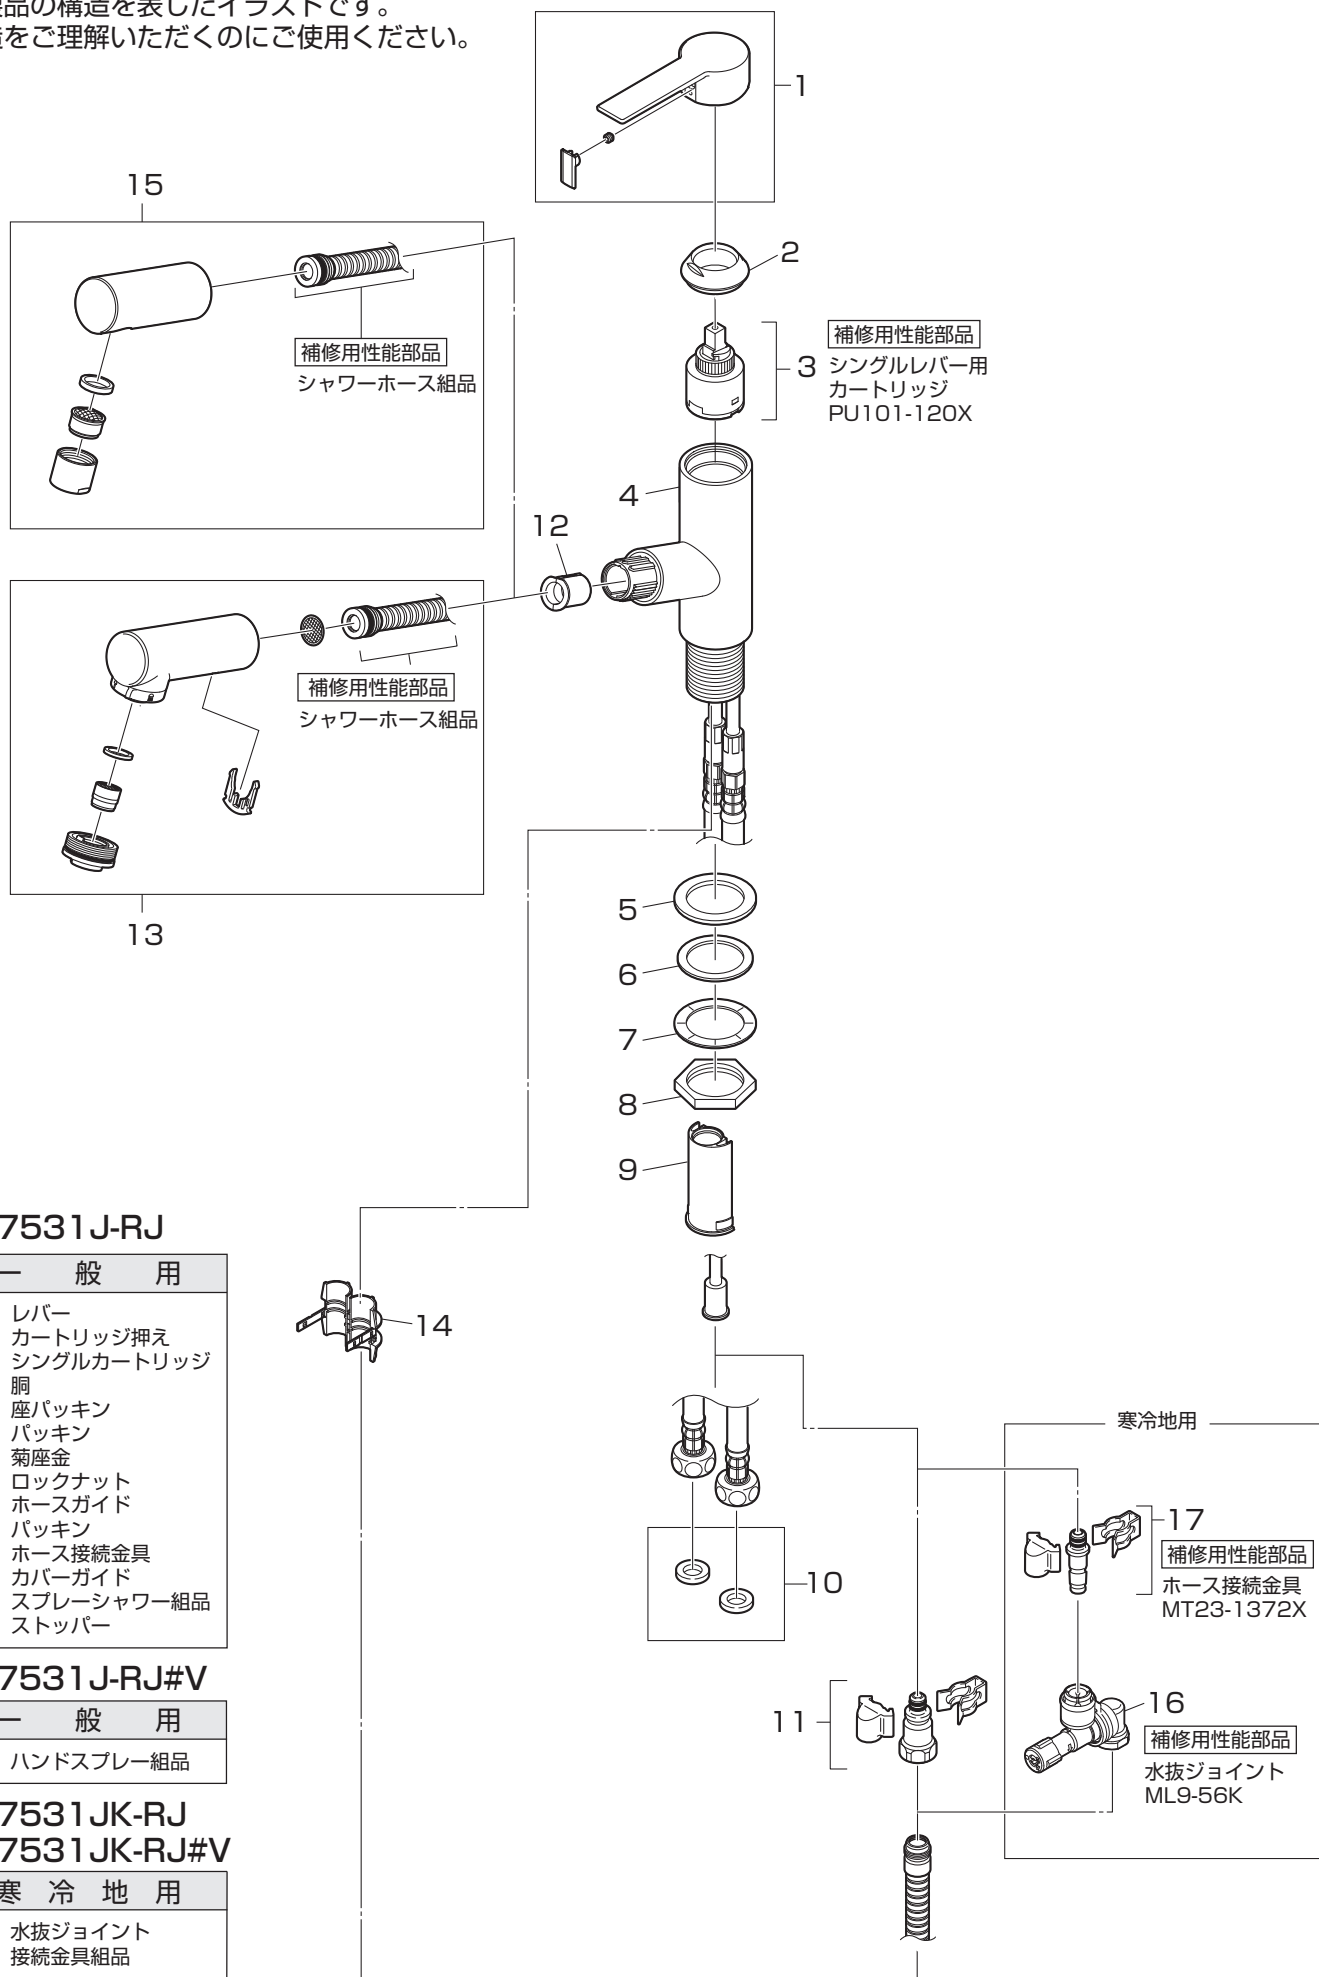 製品の構造を表したイラストです。
造をご理解いただくのにご使用ください。
1
15
2
補修用性能部品
シャワーホース組品
3
補修用性能部品
シングルレバー用
カートリッジ
PU101-120X
4
12
補修用性能部品
シャワーホース組品
13
5
6
7
8
9
14
7531J-RJ
一 般 用
レバー
カートリッジ押え
シングルカートリッジ
胴
座パッキン
パッキン
菊座金
ロックナット
ホースガイド
パッキン
ホース接続金具
カバーガイド
スプレーシャワー組品
ストッパー
7531J-RJ#V
一 般 用
ハンドスプレー組品
7531JK-RJ
7531JK-RJ#V
寒 冷 地 用
水抜ジョイント
接続金具組品
10
11
寒冷地用
17
補修用性能部品
ホース接続金具
MT23-1372X
16
補修用性能部品
水抜ジョイント
ML9-56K